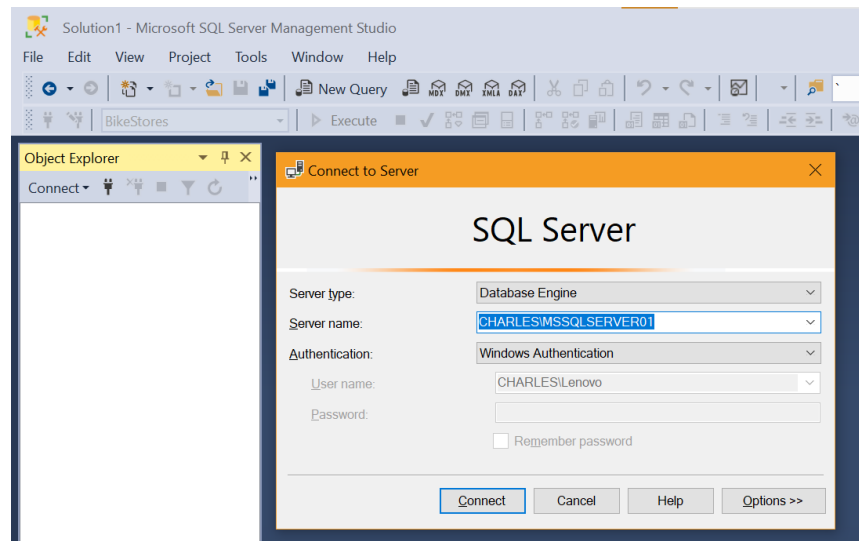 Solution1 - Microsoft SQL Server Management Studio
File Edit View Project Tools Window Help
New Query MDX DMX XMLA DAX
BikeStores Execute
Object Explorer
Connect
Connect to Server
SQL Server
Server type: Database Engine
Server name: CHARLES\MSSQLSERVER01
Authentication: Windows Authentication
User name: CHARLES\Lenovo
Password:
Remember password
Connect Cancel Help Options >>